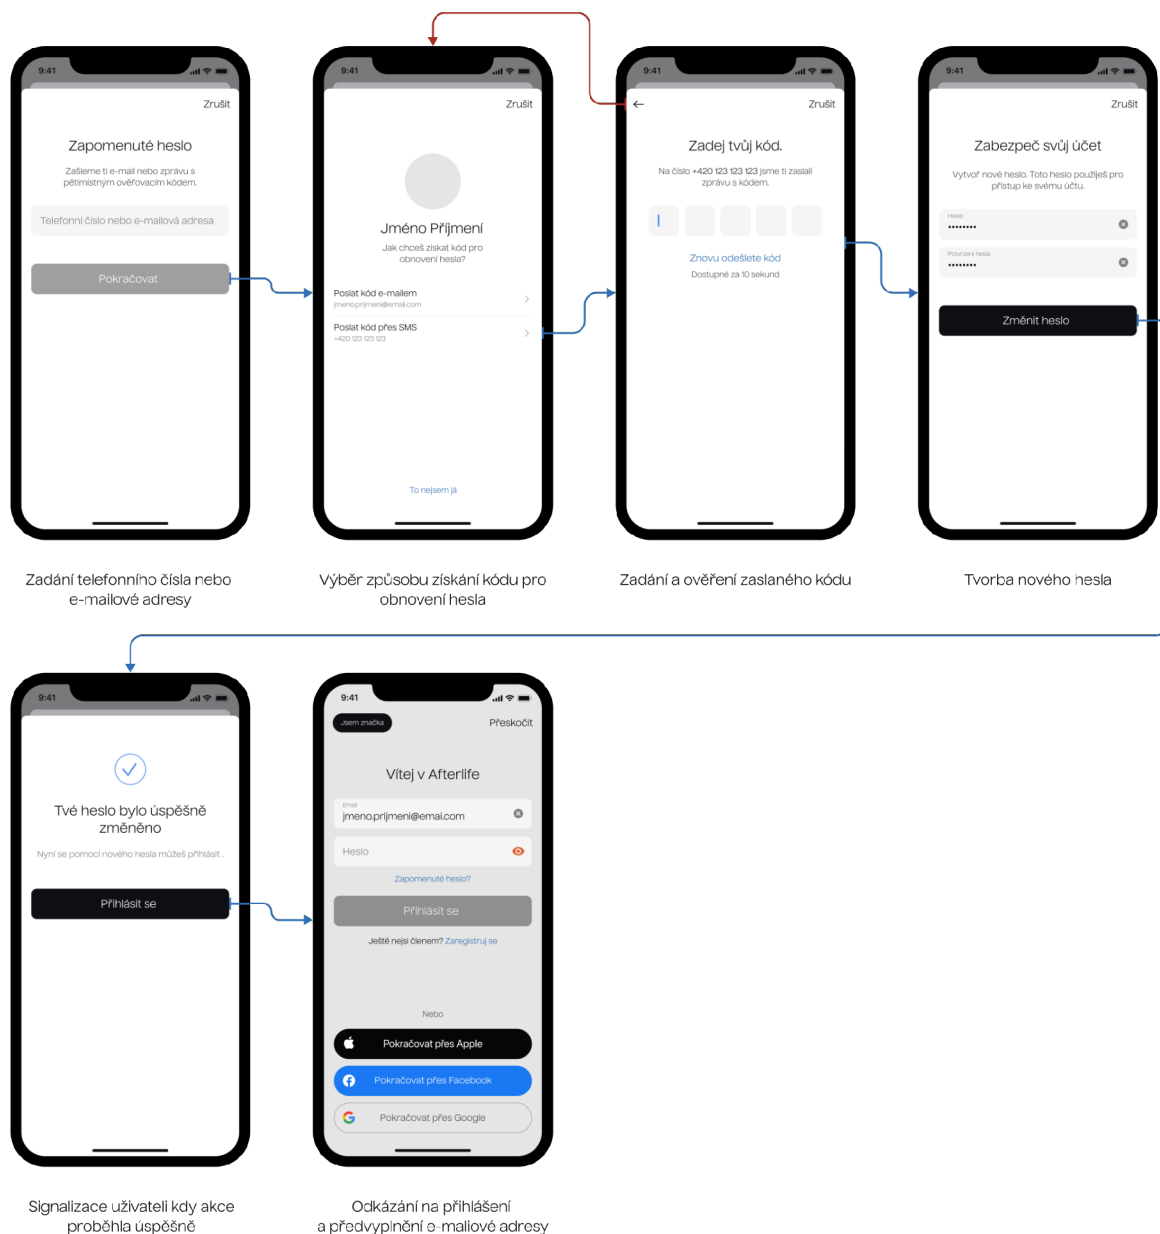 9:41
Zrušit
Zapomenuté heslo
Zašleme ti e-mail nebo zprávu s
pětimístným ověřovacím kódem.
Telefonní číslo nebo e-mailová adresa
Pokračovat
Zadání telefonního čísla nebo
e-mailové adresy
9:41
Zrušit
Jméno Příjmení
Jak chceš získat kód pro
obnovení hesla?
Poslat kód e-mailem
jmeno.prijmeni@email.com
Poslat kód přes SMS
+420 123 123 123
To nejsem já
Výběr způsobu získání kódu pro
obnovení hesla
9:41
Zrušit
Zadej tvůj kód.
Na číslo +420 123 123 123 jsme ti zaslali
zprávu s kódem.
Znovu odešlete kód
Dostupné za 10 sekund
Zadání a ověření zaslaného kódu
9:41
Zrušit
Zabezpeč svůj účet
Vytvoř nové heslo. Toto heslo použiješ pro
přístup ke svému účtu.
Heslo
••••••••
Potvrzení hesla
••••••••
Změnit heslo
Tvorba nového hesla
9:41
Tvé heslo bylo úspěšně
změněno
Nyní se pomocí nového hesla můžeš přihlásit.
Přihlásit se
Signalizace uživateli kdy akce
proběhla úspěšně
9:41
Jsem značka
Přeskočit
Vítej v Afterlife
Email
jmeno.prijmeni@emai.com
Heslo
Zapomenuté heslo?
Přihlásit se
Ještě nejsi členem? Zaregistruj se
Nebo
Pokračovat přes Apple
Pokračovat přes Facebook
Pokračovat přes Google
Odkázání na přihlášení
a předvyplnění e-maliové adresy